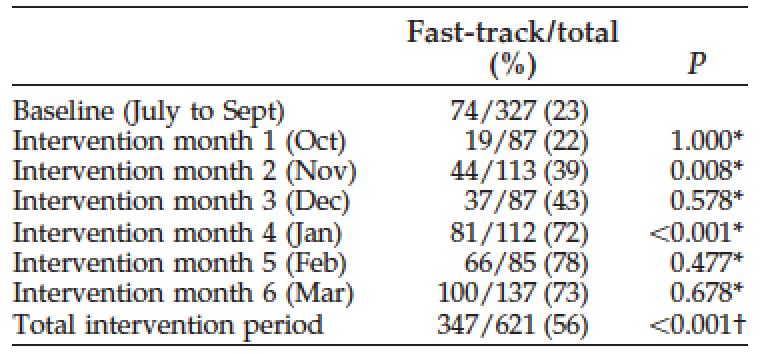 Fast-track/total
(%) P
Baseline (July to Sept) 74/327 (23)
Intervention month 1 (Oct) 19/87 (22) 1.000*
Intervention month 2 (Nov) 44/113 (39) 0.008*
Intervention month 3 (Dec) 37/87 (43) 0.578*
Intervention month 4 (Jan) 81/112 (72) <0.001*
Intervention month 5 (Feb) 66/85 (78) 0.477*
Intervention month 6 (Mar) 100/137 (73) 0.678*
Total intervention period 347/621 (56) <0.001†